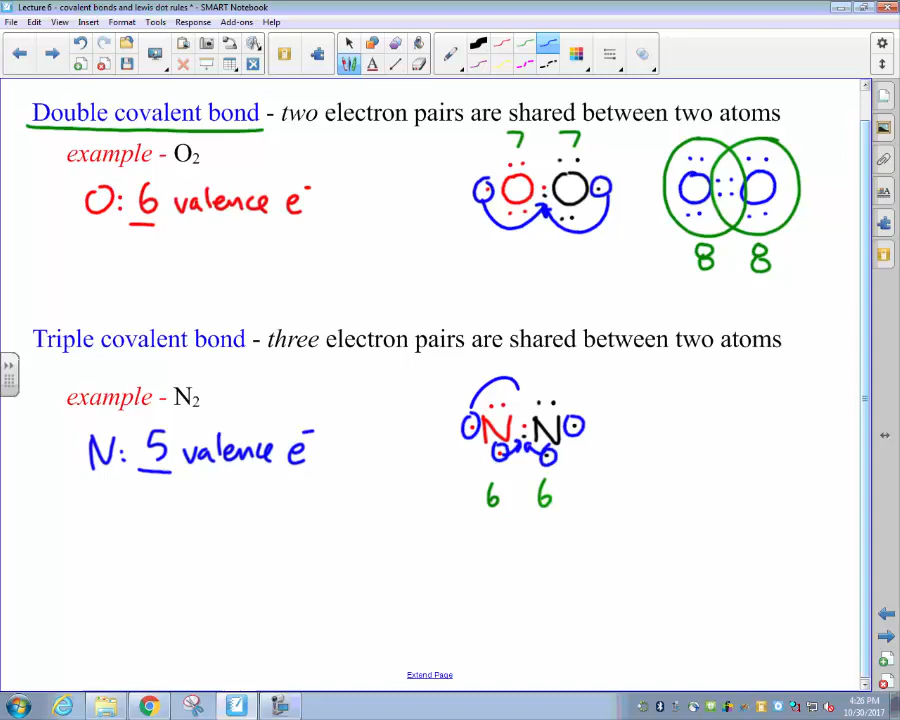 Lecture 6 - covalent bonds and lewis dot rules * - SMART Notebook
File Edit View Insert Format Tools Response Add-ons Help
Double covalent bond - two electron pairs are shared between two atoms
example - O₂
7 7
O: 6 valence e⁻
O O
O O
8 8
Triple covalent bond - three electron pairs are shared between two atoms
example - N₂
N: 5 valence e⁻
N N
6 6
Extend Page
4:26 PM
10/30/2017